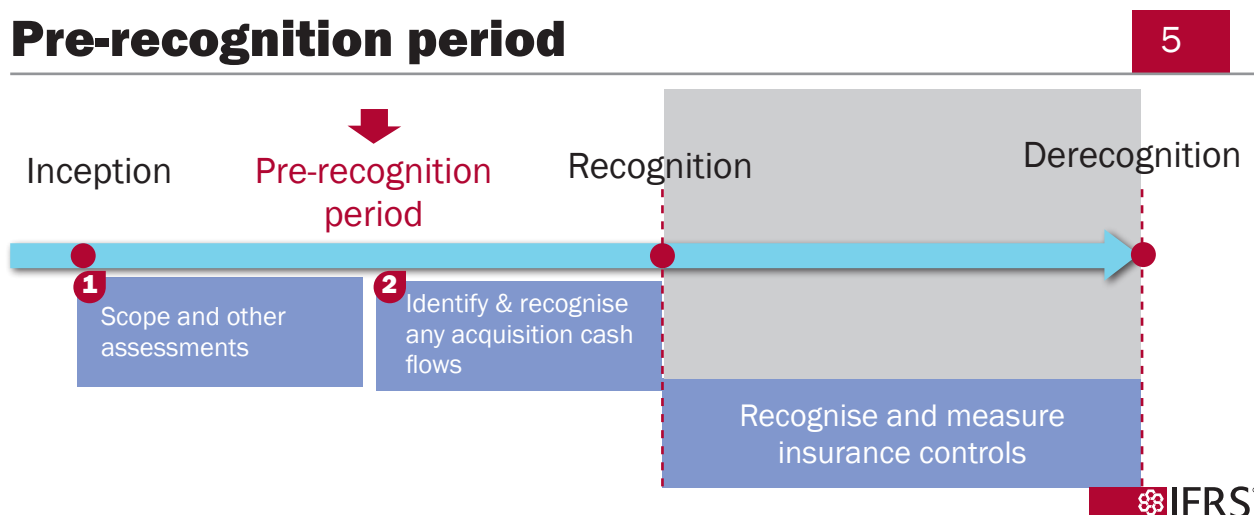 Pre-recognition period
5
Inception
Pre-recognition
period
Recognition
Derecognition
1
Scope and other
assessments
2
Identify & recognise
any acquisition cash
flows
Recognise and measure
insurance controls
IFRS